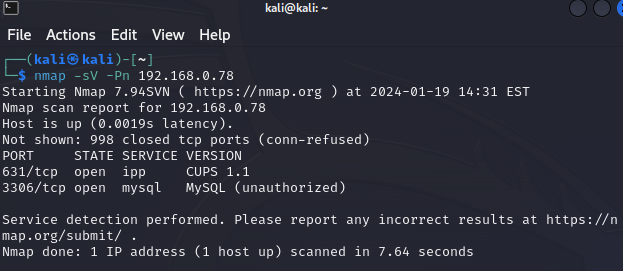 kali@kali: ~
File Actions Edit View Help
┌──(kali㉿kali)-[~]
└─$ nmap -sV -Pn 192.168.0.78
Starting Nmap 7.94SVN ( https://nmap.org ) at 2024-01-19 14:31 EST
Nmap scan report for 192.168.0.78
Host is up (0.0019s latency).
Not shown: 998 closed tcp ports (conn-refused)
PORT     STATE SERVICE VERSION
631/tcp  open  ipp     CUPS 1.1
3306/tcp open  mysql   MySQL (unauthorized)
Service detection performed. Please report any incorrect results at https://n
map.org/submit/ .
Nmap done: 1 IP address (1 host up) scanned in 7.64 seconds